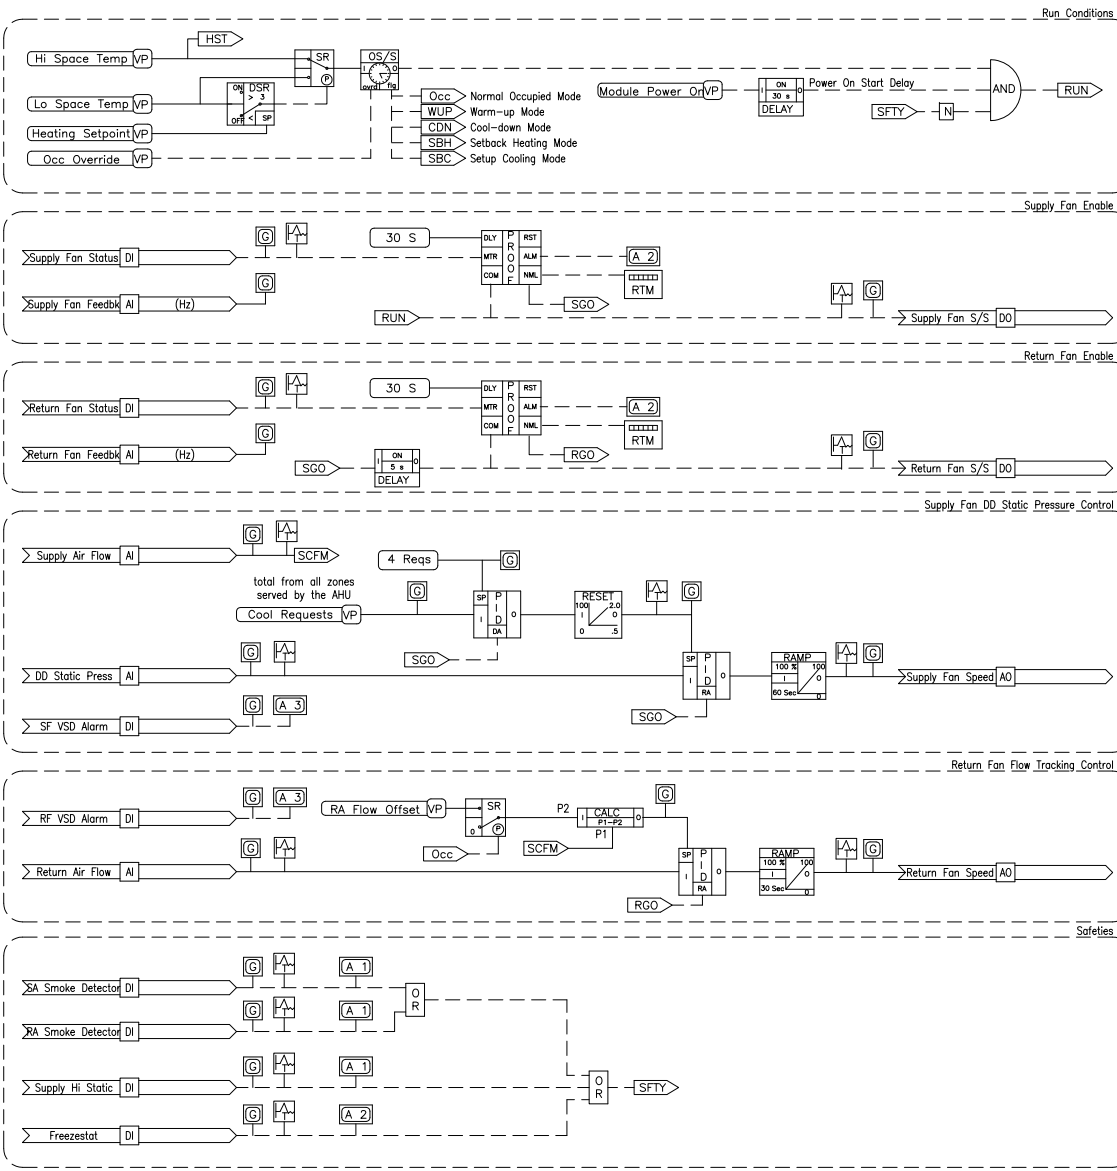 Run Conditions
HST
Hi Space Temp VP
SR
P
OS/S
I O
ovrd flg
Lo Space Temp VP
ON DSR
> 3
OFF < SP
Heating Setpoint VP
Occ Override VP
Occ Normal Occupied Mode
WUP Warm-up Mode
CDN Cool-down Mode
SBH Setback Heating Mode
SBC Setup Cooling Mode
Module Power On VP
I ON O
30 s
DELAY
Power On Start Delay
SFTY N
AND
RUN
Supply Fan Enable
G
Supply Fan Status DI
G
Supply Fan Feedbk AI (Hz)
30 S
DLY PROOF RST
MTR ALM
COM NML
A 2
RTM
SGO
RUN
G
Supply Fan S/S DO
Return Fan Enable
G
Return Fan Status DI
G
Return Fan Feedbk AI (Hz)
30 S
DLY PROOF RST
MTR ALM
COM NML
A 2
RTM
RGO
SGO
I ON O
5 s
DELAY
G
Return Fan S/S DO
Supply Fan DD Static Pressure Control
G
Supply Air Flow AI
SCFM
4 Reqs
G
total from all zones
served by the AHU
Cool Requests VP
G
SP PID
I O
DA
SGO
RESET
100 2.0
I O
0 .5
G
G
DD Static Press AI
SP PID
I O
RA
SGO
RAMP
100 % 100
I O
60 Sec 0
G
Supply Fan Speed AO
G A 3
SF VSD Alarm DI
Return Fan Flow Tracking Control
G A 3
RF VSD Alarm DI
RA Flow Offset VP
SR
0 P
Occ
P2
CALC
I P1-P2 O
P1
SCFM
G
G
Return Air Flow AI
SP PID
I O
RA
RGO
RAMP
100 % 100
I O
30 Sec 0
G
Return Fan Speed AO
Safeties
G A 1
SA Smoke Detector DI
OR
G A 1
RA Smoke Detector DI
G A 1
Supply Hi Static DI
OR
SFTY
G A 2
Freezestat DI